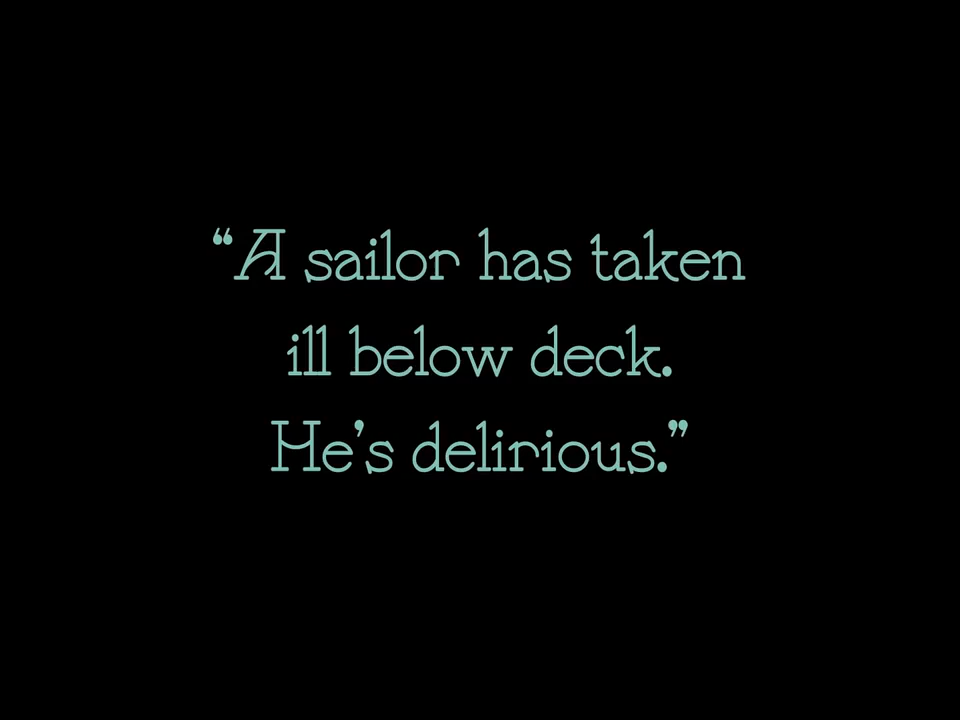 “A sailor has taken
ill below deck.
He’s delirious.”